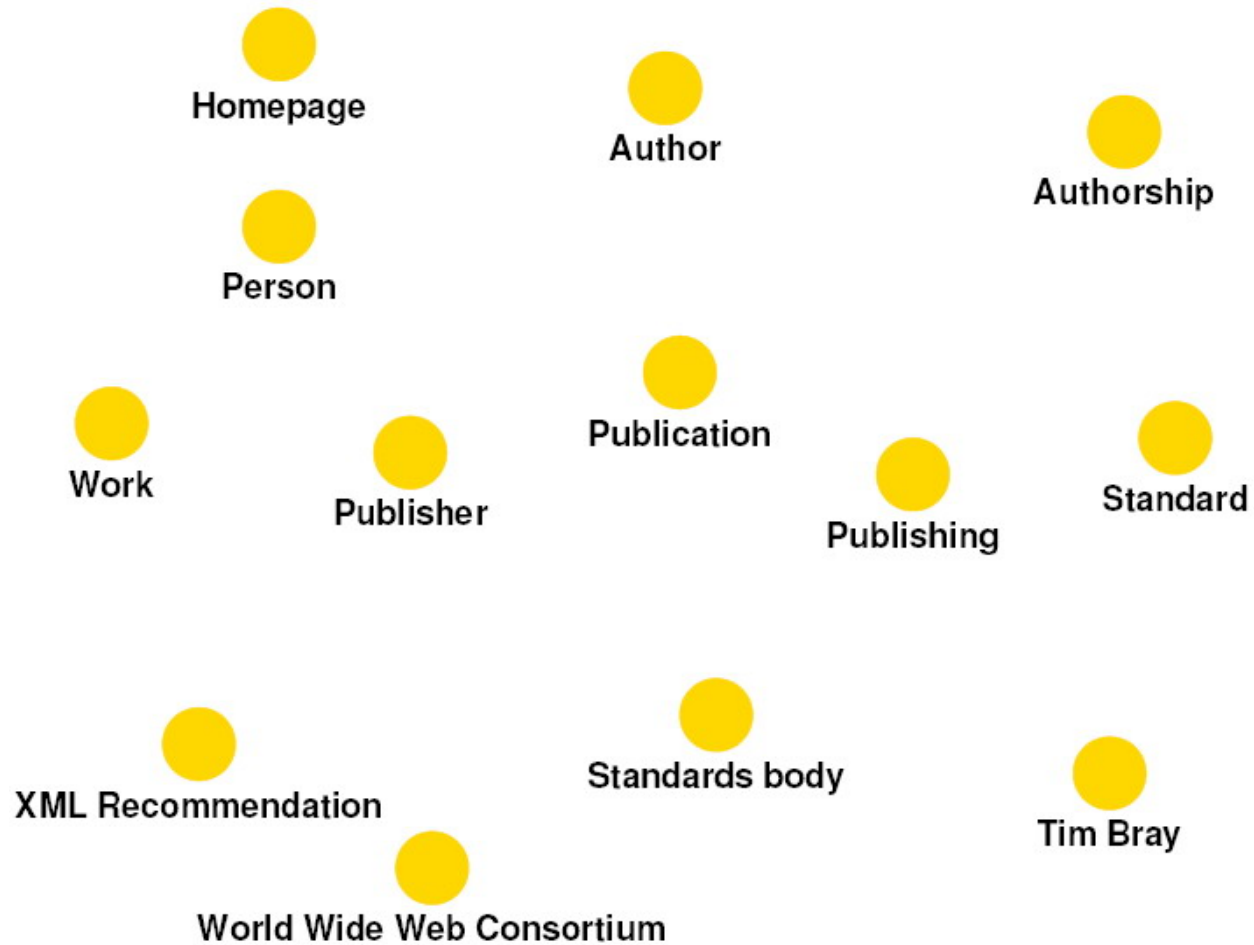 Homepage
Author
Authorship
Person
Publication
Work
Publisher
Publishing
Standard
XML Recommendation
Standards body
Tim Bray
World Wide Web Consortium